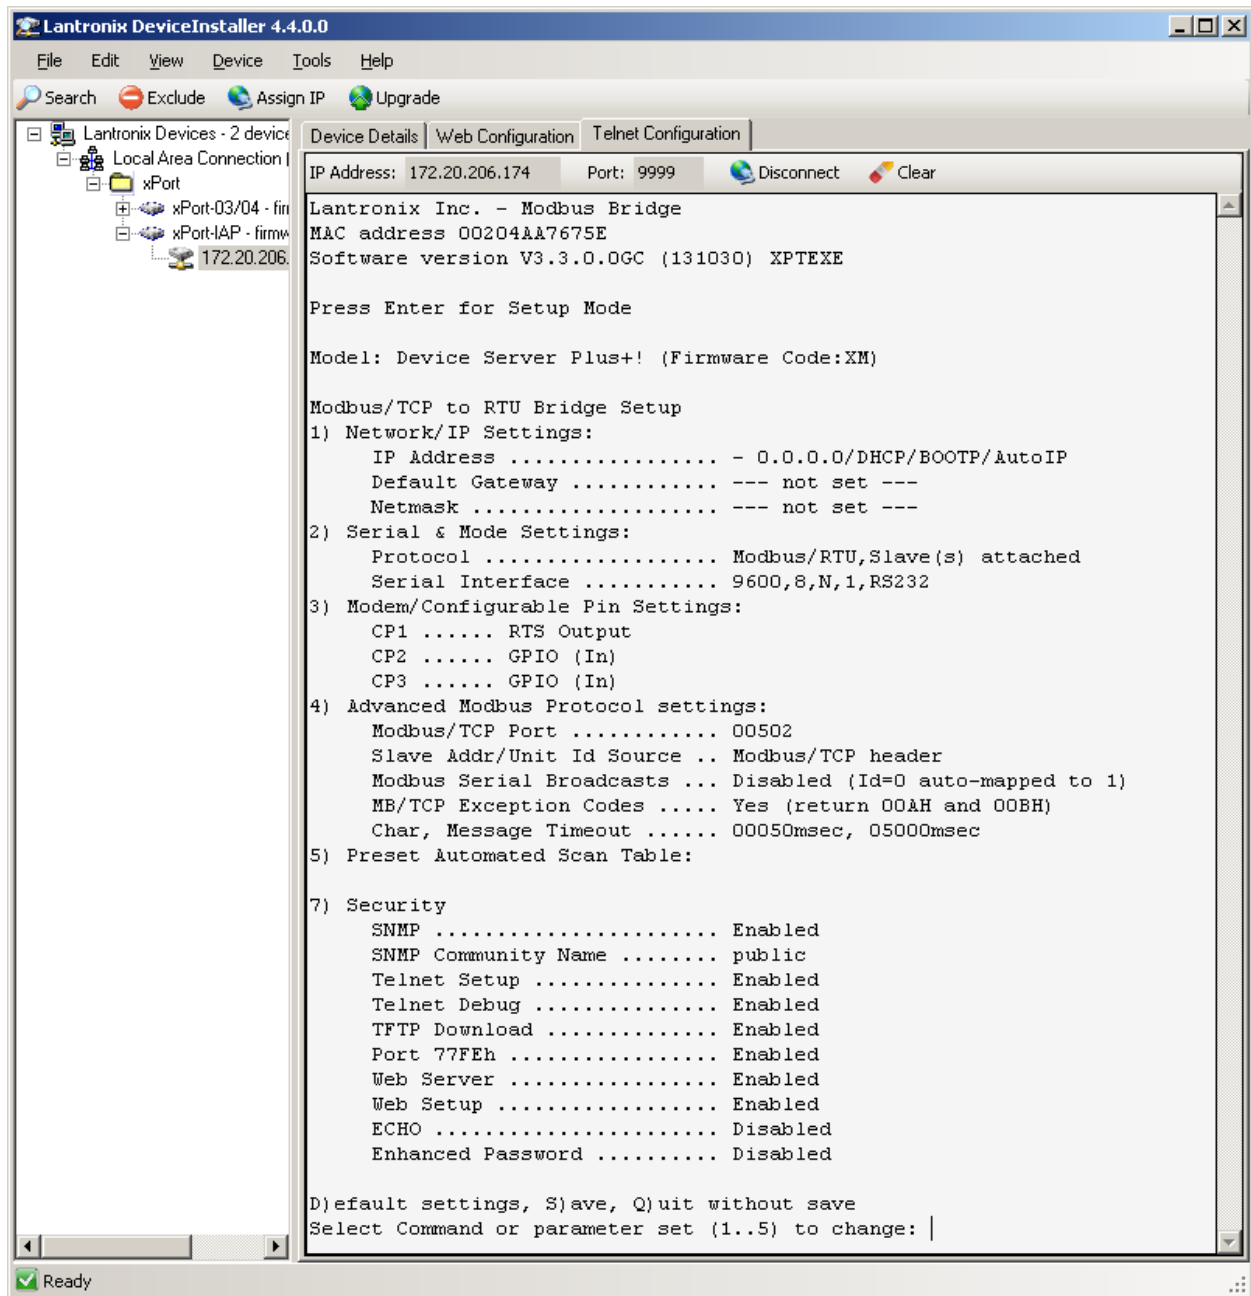 Lantronix DeviceInstaller 4.4.0.0
File Edit View Device Tools Help
Search Exclude Assign IP Upgrade
Lantronix Devices - 2 device
Local Area Connection
xPort
xPort-03/04 - fir
xPort-IAP - firmw
172.20.206.
Device Details Web Configuration Telnet Configuration
IP Address: 172.20.206.174 Port: 9999 Disconnect Clear
Lantronix Inc. - Modbus Bridge
MAC address 00204AA7675E
Software version V3.3.0.0GC (131030) XPTEXE
Press Enter for Setup Mode
Model: Device Server Plus+! (Firmware Code:XM)
Modbus/TCP to RTU Bridge Setup
1) Network/IP Settings:
IP Address ................. - 0.0.0.0/DHCP/BOOTP/AutoIP
Default Gateway ............ --- not set ---
Netmask .................... --- not set ---
2) Serial & Mode Settings:
Protocol ................... Modbus/RTU,Slave(s) attached
Serial Interface ........... 9600,8,N,1,RS232
3) Modem/Configurable Pin Settings:
CP1 ...... RTS Output
CP2 ...... GPIO (In)
CP3 ...... GPIO (In)
4) Advanced Modbus Protocol settings:
Modbus/TCP Port ............ 00502
Slave Addr/Unit Id Source .. Modbus/TCP header
Modbus Serial Broadcasts ... Disabled (Id=0 auto-mapped to 1)
MB/TCP Exception Codes ..... Yes (return 00AH and 00BH)
Char, Message Timeout ...... 00050msec, 05000msec
5) Preset Automated Scan Table:
7) Security
SNMP ....................... Enabled
SNMP Community Name ........ public
Telnet Setup ............... Enabled
Telnet Debug ............... Enabled
TFTP Download .............. Enabled
Port 77FEh ................. Enabled
Web Server ................. Enabled
Web Setup .................. Enabled
ECHO ....................... Disabled
Enhanced Password .......... Disabled
D)efault settings, S)ave, Q)uit without save
Select Command or parameter set (1..5) to change:
Ready